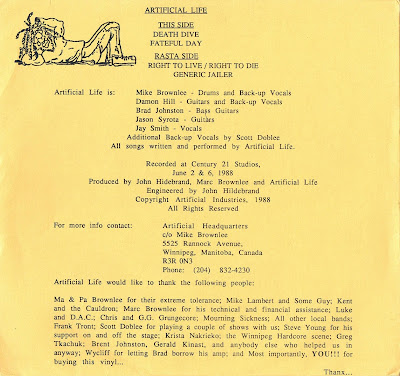 ARTIFICIAL LIFE
THIS SIDE
DEATH DIVE
FATEFUL DAY
RASTA SIDE
RIGHT TO LIVE / RIGHT TO DIE
GENERIC JAILER
Artificial Life is: Mike Brownlee - Drums and Back-up Vocals
Damon Hill - Guitars and Back-up Vocals
Brad Johnston - Bass Guitars
Jason Syrota - Guitars
Jay Smith - Vocals
Additional Back-up Vocals by Scott Doblee
All songs written and performed by Artificial Life.
Recorded at Century 21 Studios,
June 2 & 6, 1988
Produced by John Hildebrand, Marc Brownlee and Artificial Life
Engineered by John Hildebrand
Copyright Artificial Industries, 1988
All Rights Reserved
For more info contact: Artificial Headquarters
c/o Mike Brownlee
5525 Rannock Avenue,
Winnipeg, Manitoba, Canada
R3R 0N3
Phone: (204) 832-4230
Artificial Life would like to thank the following people:
Ma & Pa Brownlee for their extreme tolerance; Mike Lambert and Some Guy; Kent
and the Cauldron; Marc Brownlee for his technical and financial assistance; Luke
and D.A.C.; Chris and G.G. Grungecore; Mourning Sickness; All other local bands;
Frank Tront; Scott Doblee for playing a couple of shows with us; Steve Young for his
support on and off the stage; Krista Nakrieko; the Winnipeg Hardcore scene; Greg
Tkachuk; Brent Johnston, Gerald Kinast, and anybody else who helped us in
anyway; Wycliff for letting Brad borrow his amp; and Most importantly, YOU!!! for
buying this vinyl...
Thanx...